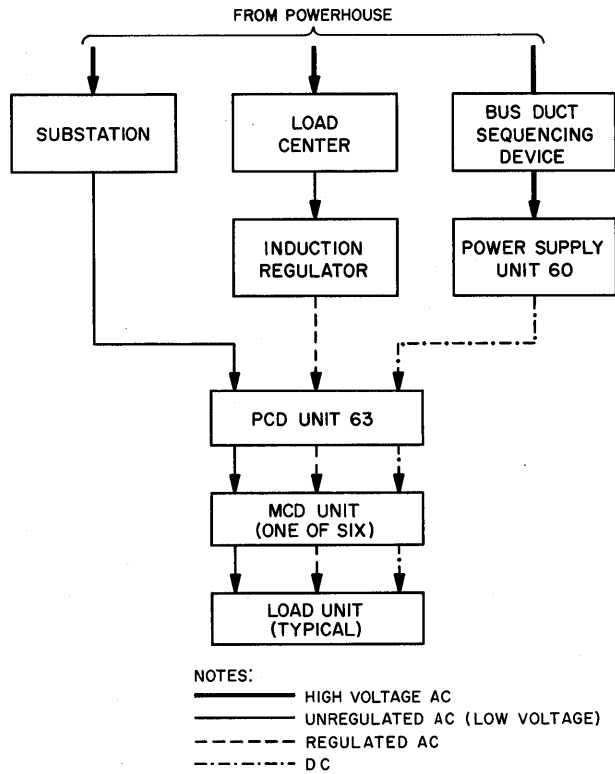 FROM POWERHOUSE
SUBSTATION
LOAD
CENTER
BUS DUCT
SEQUENCING
DEVICE
INDUCTION
REGULATOR
POWER SUPPLY
UNIT 60
PCD UNIT 63
MCD UNIT
(ONE OF SIX)
LOAD UNIT
(TYPICAL)
NOTES:
HIGH VOLTAGE AC
UNREGULATED AC (LOW VOLTAGE)
REGULATED AC
DC